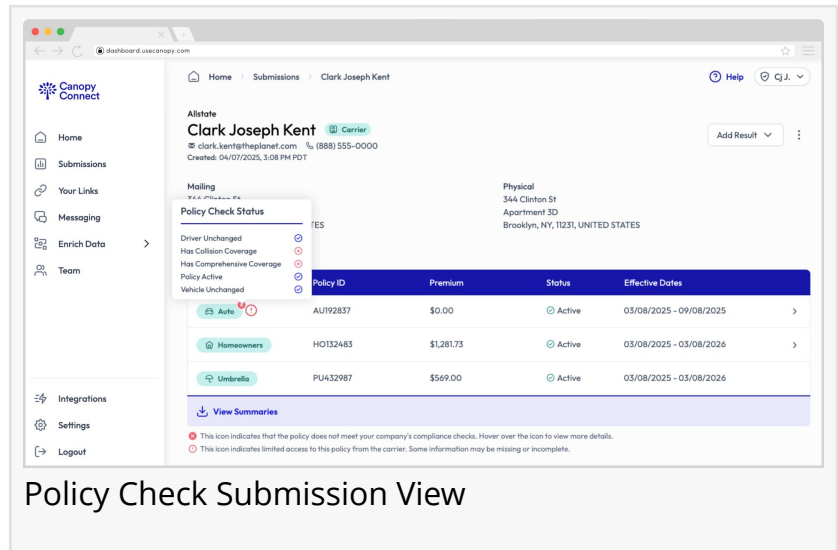 dashboard.usecanopy.com
Canopy
Connect
Home
Submissions
Your Links
Messaging
Enrich Data
Team
Integrations
Settings
Logout
Home > Submissions > Clark Joseph Kent
Help
Cj J.
Allstate
Clark Joseph Kent
Carrier
clark.kent@theplanet.com (888) 555-0000
Created: 04/07/2025, 3:08 PM PDT
Add Result
Mailing
Physical
344 Clinton St
Apartment 3D
Brooklyn, NY, 11231, UNITED STATES
Policy Check Status
Driver Unchanged
Has Collision Coverage
Has Comprehensive Coverage
Policy Active
Vehicle Unchanged
Policy ID Premium Status Effective Dates
Auto AU192837 $0.00 Active 03/08/2025 - 09/08/2025
Homeowners HO132483 $1,281.73 Active 03/08/2025 - 03/08/2026
Umbrella PU432987 $569.00 Active 03/08/2025 - 03/08/2026
View Summaries
This icon indicates that the policy does not meet your company's compliance checks. Hover over the icon to view more details.
This icon indicates limited access to this policy from the carrier. Some information may be missing or incomplete.
Policy Check Submission View